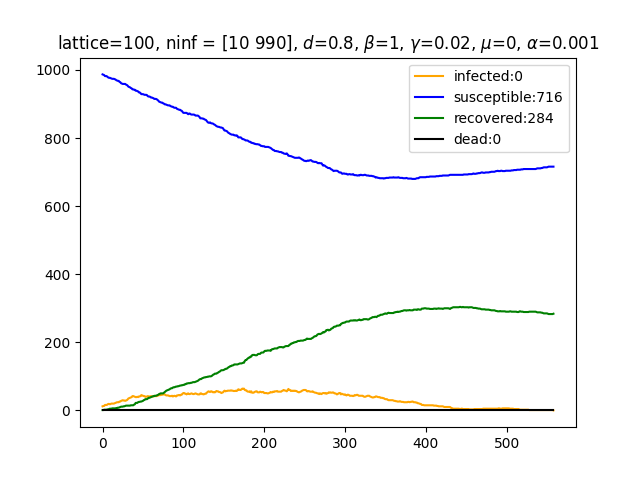 lattice=100, ninf = [10 990], d=0.8, β=1, γ=0.02, μ=0, α=0.001
1000
800
600
400
200
0
infected:0
susceptible:716
recovered:284
dead:0
0 100 200 300 400 500